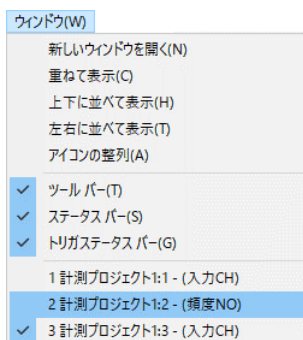 ウィンドウ(W)
新しいウィンドウを開く(N)
重ねて表示(C)
上下に並べて表示(H)
左右に並べて表示(T)
アイコンの整列(A)
ツール バー(T)
ステータス バー(S)
トリガステータス バー(G)
1 計測プロジェクト1:1 - (入力CH)
2 計測プロジェクト1:2 - (頻度NO)
3 計測プロジェクト1:3 - (入力CH)